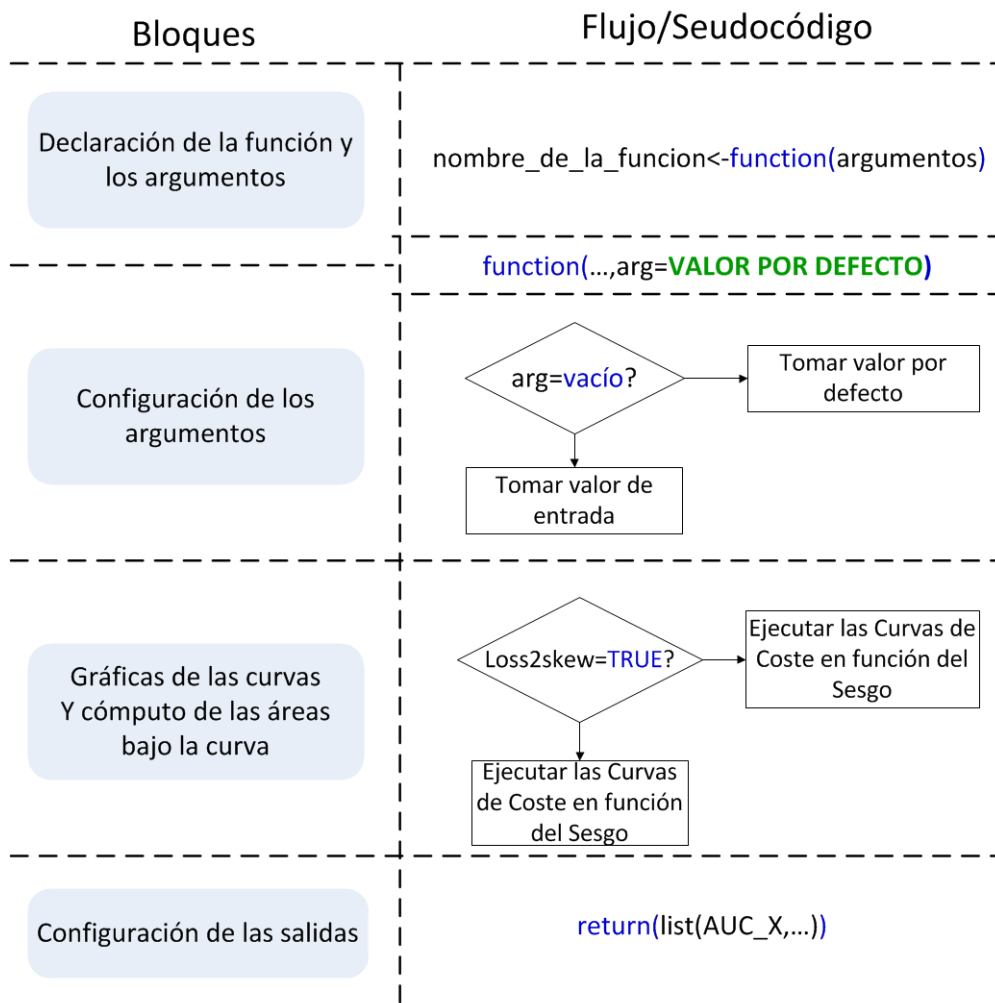 Bloques
Flujo/Seudocódigo
Declaración de la función y
los argumentos
nombre_de_la_funcion<-function(argumentos)
function(...,arg=VALOR POR DEFECTO)
Configuración de los
argumentos
arg=vacío?
Tomar valor por
defecto
Tomar valor de
entrada
Gráficas de las curvas
Y cómputo de las áreas
bajo la curva
Loss2skew=TRUE?
Ejecutar las Curvas de
Coste en función del
Sesgo
Ejecutar las Curvas
de Coste en función
del Sesgo
Configuración de las salidas
return(list(AUC_X,...))